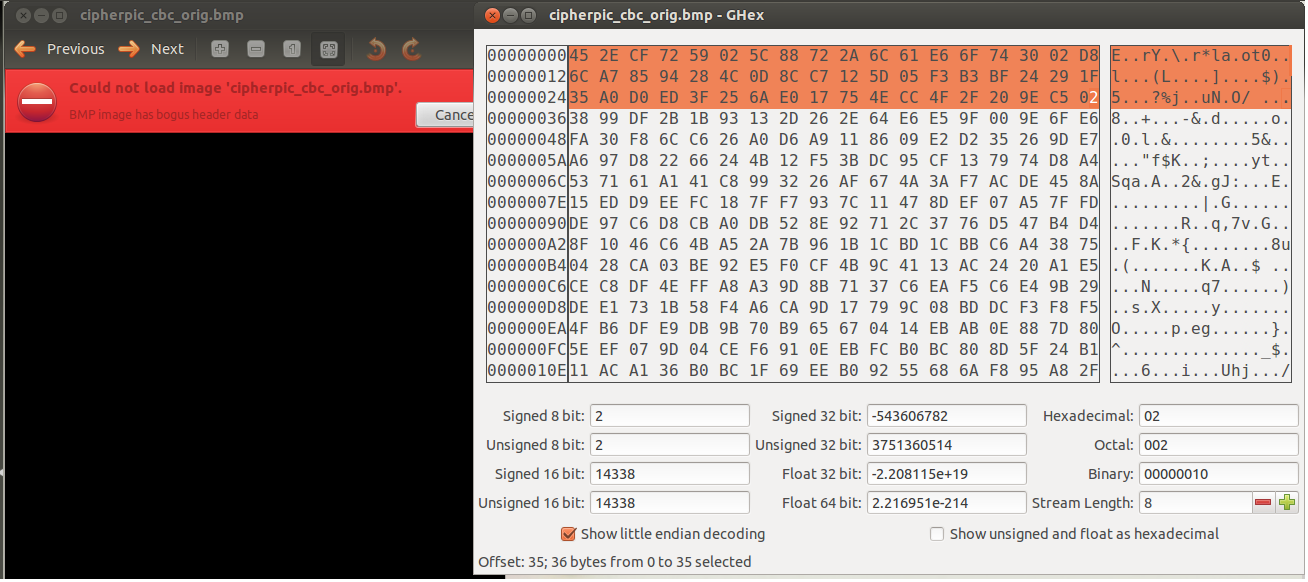 cipherpic_cbc_orig.bmp
Previous Next
Could not load image 'cipherpic_cbc_orig.bmp'.
BMP image has bogus header data
Cance
cipherpic_cbc_orig.bmp - GHex
00000000 45 2E CF 72 59 02 5C 88 72 2A 6C 61 E6 6F 74 30 02 D8 E..rY.\.r*la.ot0..
00000012 6C A7 85 94 28 4C 0D 8C C7 12 5D 05 F3 B3 BF 24 29 1F l...(L....]....$).
00000024 35 A0 D0 ED 3F 25 6A E0 17 75 4E CC 4F 2F 20 9E C5 02 5...?%j..uN.O/ ...
00000036 38 99 DF 2B 1B 93 13 2D 26 2E 64 E6 E5 9F 00 9E 6F E6 8..+...-&.d.....o.
00000048 FA 30 F8 6C C6 26 A0 D6 A9 11 86 09 E2 D2 35 26 9D E7 .0.l.&........5&..
0000005A A6 97 D8 22 66 24 4B 12 F5 3B DC 95 CF 13 79 74 D8 A4 ..."f$K..;....yt..
0000006C 53 71 61 A1 41 C8 99 32 26 AF 67 4A 3A F7 AC DE 45 8A Sqa.A..2&.gJ:...E.
0000007E 15 ED D9 EE FC 18 7F F7 93 7C 11 47 8D EF 07 A5 7F FD .........|.G......
00000090 DE 97 C6 D8 CB A0 DB 52 8E 92 71 2C 37 76 D5 47 B4 D4 .......R..q,7v.G..
000000A2 8F 10 46 C6 4B A5 2A 7B 96 1B 1C BD 1C BB C6 A4 38 75 ..F.K.*{........8u
000000B4 04 28 CA 03 BE 92 E5 F0 CF 4B 9C 41 13 AC 24 20 A1 E5 .(.......K.A..$ ..
000000C6 CE C8 DF 4E FF A8 A3 9D 8B 71 37 C6 EA F5 C6 E4 9B 29 ...N.....q7......)
000000D8 DE E1 73 1B 58 F4 A6 CA 9D 17 79 9C 08 BD DC F3 F8 F5 ..s.X.....y.......
000000EA 4F B6 DF E9 DB 9B 70 B9 65 67 04 14 EB AB 0E 88 7D 80 O.....p.eg......}.
000000FC 5E EF 07 9D 04 CE F6 91 0E EB FC B0 BC 80 8D 5F 24 B1 ^.............._$.
0000010E 11 AC A1 36 B0 BC 1F 69 EE B0 92 55 68 6A F8 95 A8 2F ...6...i...Uhj.../
Signed 8 bit: 2 Signed 32 bit: -543606782 Hexadecimal: 02
Unsigned 8 bit: 2 Unsigned 32 bit: 3751360514 Octal: 002
Signed 16 bit: 14338 Float 32 bit: -2.208115e+19 Binary: 00000010
Unsigned 16 bit: 14338 Float 64 bit: 2.216951e-214 Stream Length: 8
Show little endian decoding Show unsigned and float as hexadecimal
Offset: 35; 36 bytes from 0 to 35 selected